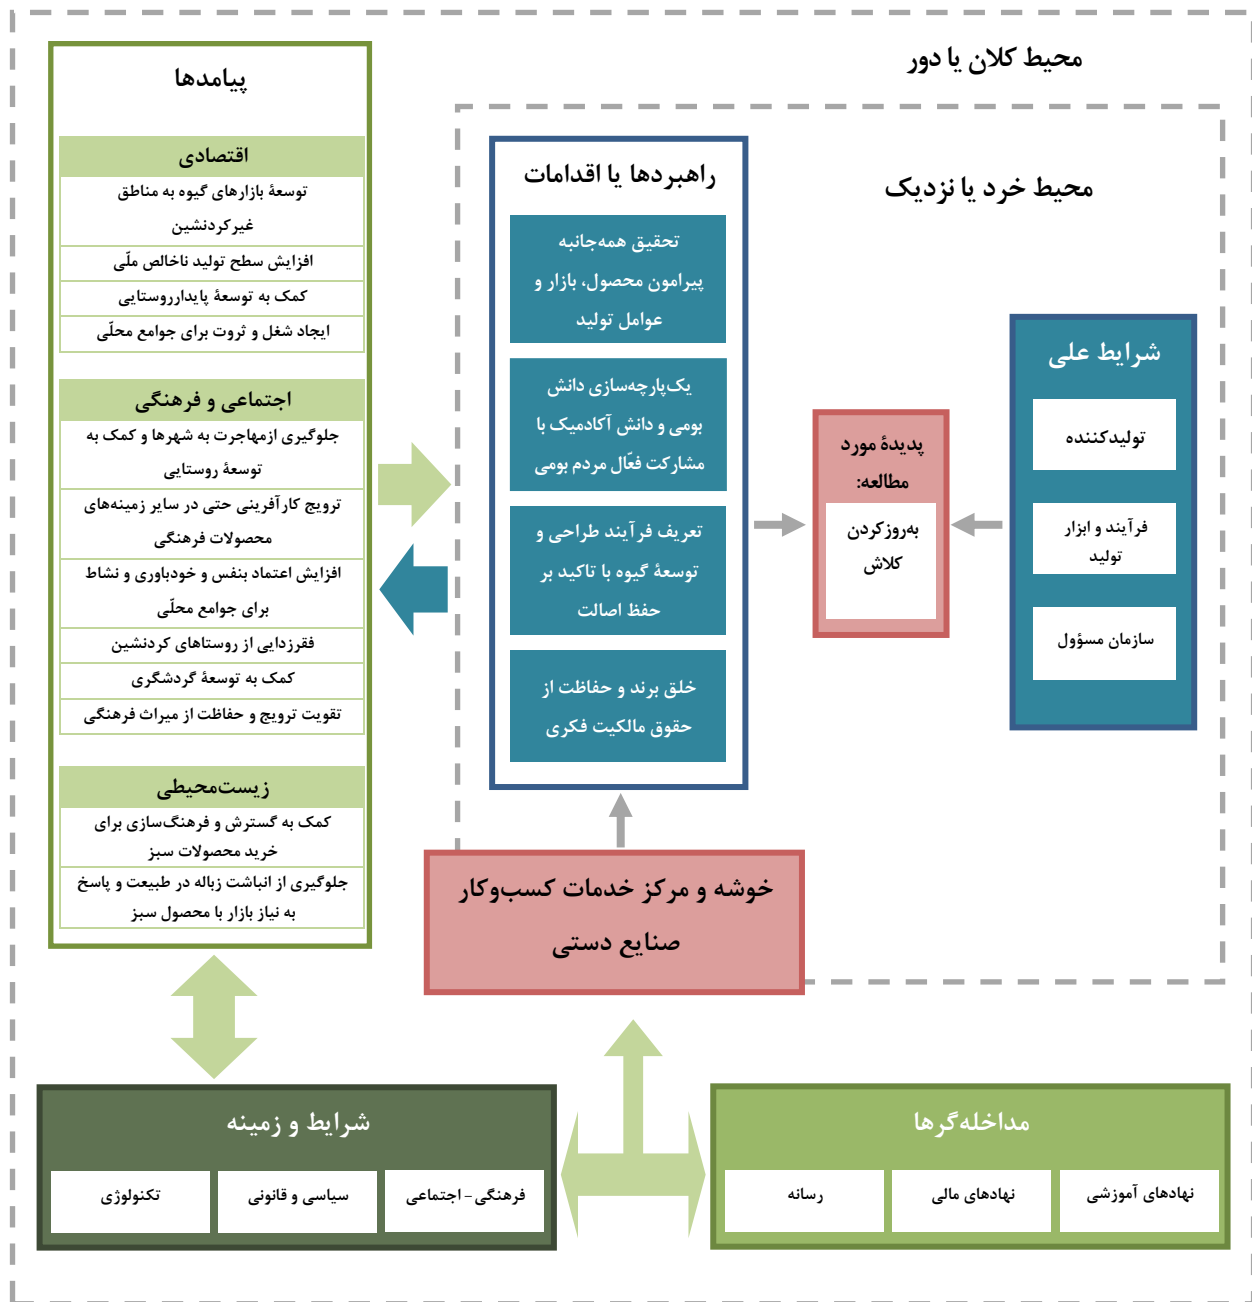 محیط کلان یا دور
محیط خرد یا نزدیک
شرایط علی
تولیدکننده
فرآیند و ابزار
تولید
سازمان مسؤول
پدیدۀ مورد
مطالعه:
به‌روزکردن
کلاش
راهبردها یا اقدامات
تحقیق همه‌جانبه
پیرامون محصول، بازار و
عوامل تولید
یک‌پارچه‌سازی دانش
بومی و دانش آکادمیک با
مشارکت فعّال مردم بومی
تعریف فرآیند طراحی و
توسعۀ گیوه با تاکید بر
حفظ اصالت
خلق برند و حفاظت از
حقوق مالکیت فکری
پیامدها
اقتصادی
توسعۀ بازارهای گیوه به مناطق
غیرکردنشین
افزایش سطح تولید ناخالص ملّی
کمک به توسعۀ پایدارروستایی
ایجاد شغل و ثروت برای جوامع محلّی
اجتماعی و فرهنگی
جلوگیری ازمهاجرت به شهرها و کمک به
توسعۀ روستایی
ترویج کارآفرینی حتی در سایر زمینه‌های
محصولات فرهنگی
افزایش اعتماد بنفس و خودباوری و نشاط
برای جوامع محلّی
فقرزدایی از روستاهای کردنشین
کمک به توسعۀ گردشگری
تقویت ترویج و حفاظت از میراث فرهنگی
زیست‌محیطی
کمک به گسترش و فرهنگ‌سازی برای
خرید محصولات سبز
جلوگیری از انباشت زباله در طبیعت و پاسخ
به نیاز بازار با محصول سبز
خوشه و مرکز خدمات کسب‌وکار
صنایع دستی
مداخله‌گرها
نهادهای آموزشی
نهادهای مالی
رسانه
شرایط و زمینه
فرهنگی - اجتماعی
سیاسی و قانونی
تکنولوژی